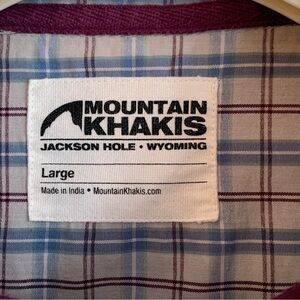 MOUNTAIN
KHAKIS
JACKSON HOLE • WYOMING
Large
Made in India • MountainKhakis.com